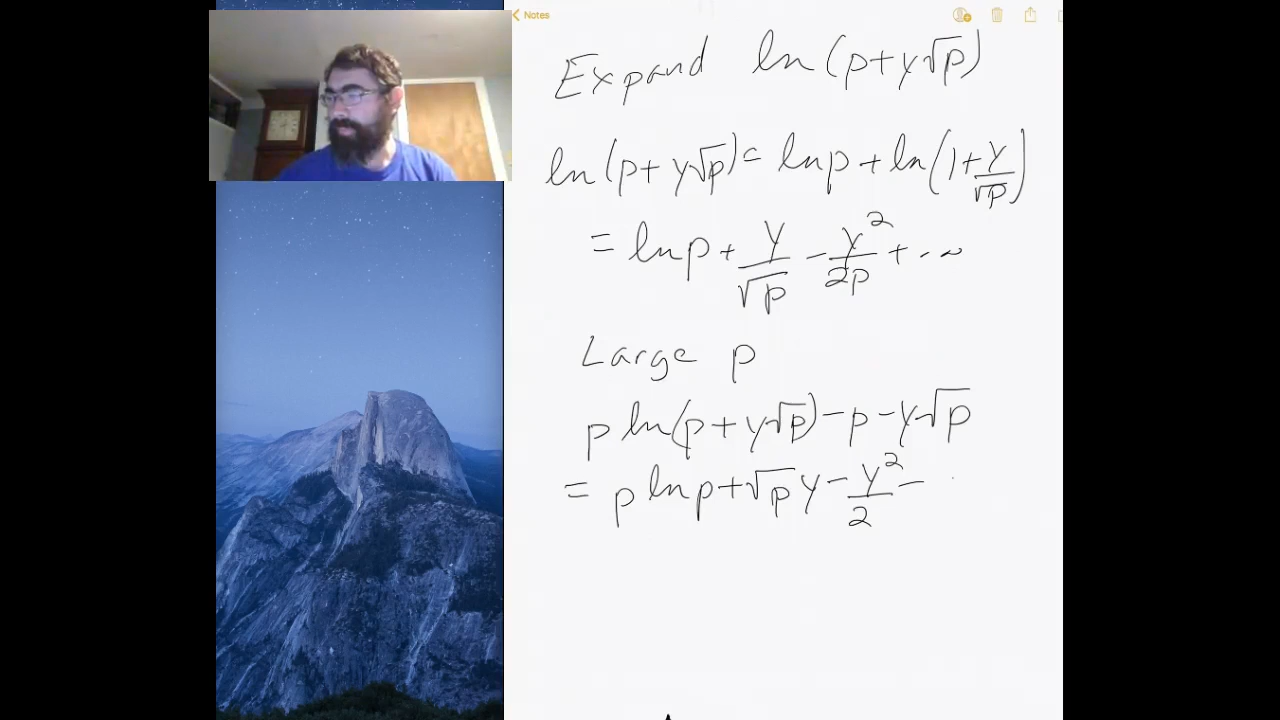 Notes
Expand ln(p+y√p)
ln(p+y√p)=lnp+ln(1+y/√p)
=lnp+y/√p-y²/2p+...
Large p
p ln(p+y√p)-p-y√p
=p lnp+√p y-y²/2-